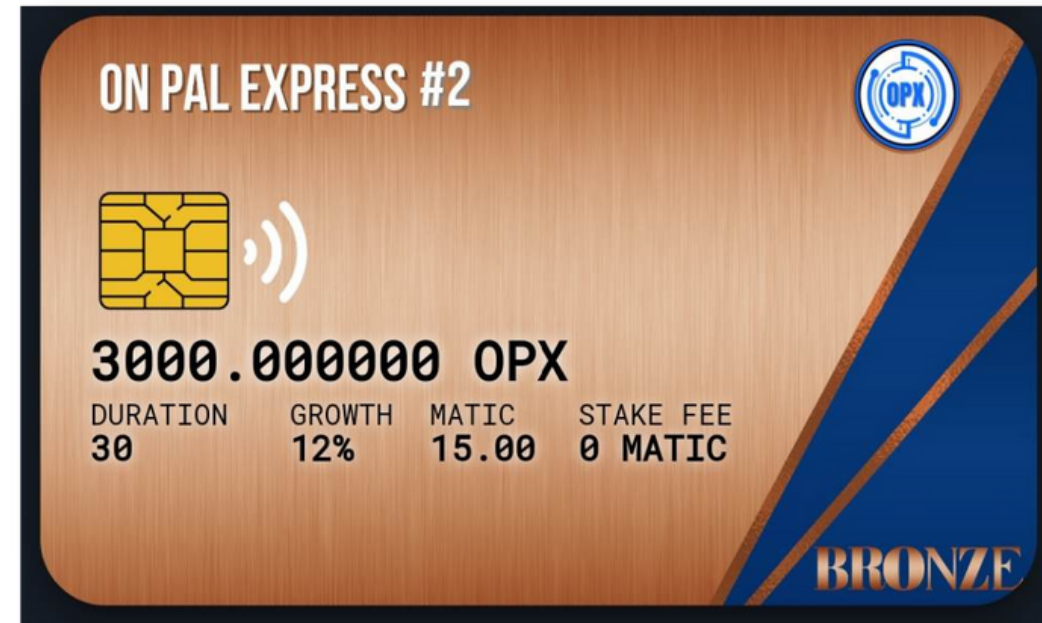 ON PAL EXPRESS #2
OPX
3000.000000 OPX
DURATION GROWTH MATIC STAKE FEE
30 12% 15.00 0 MATIC
BRONZE